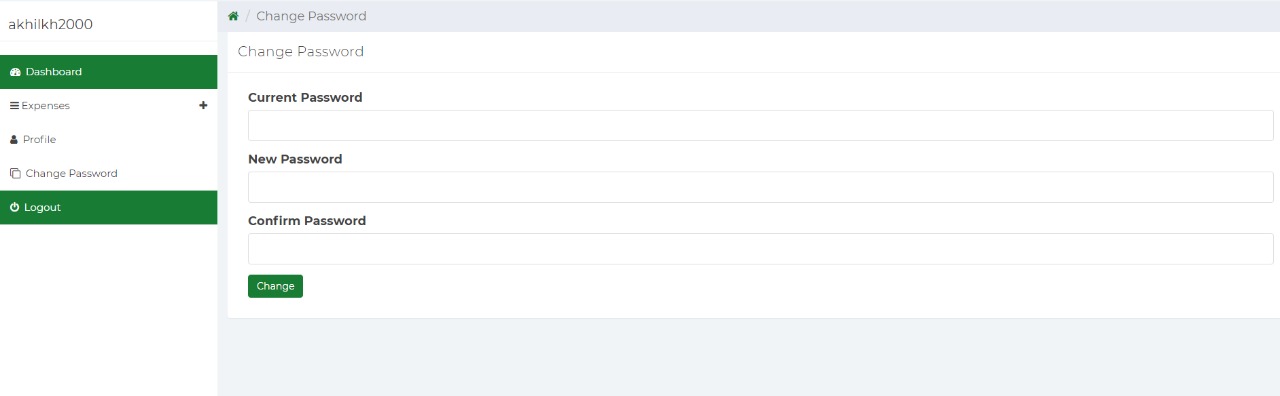 akhilkh2000
Dashboard
Expenses
Profile
Change Password
Logout
/ Change Password
Change Password
Current Password
New Password
Confirm Password
Change